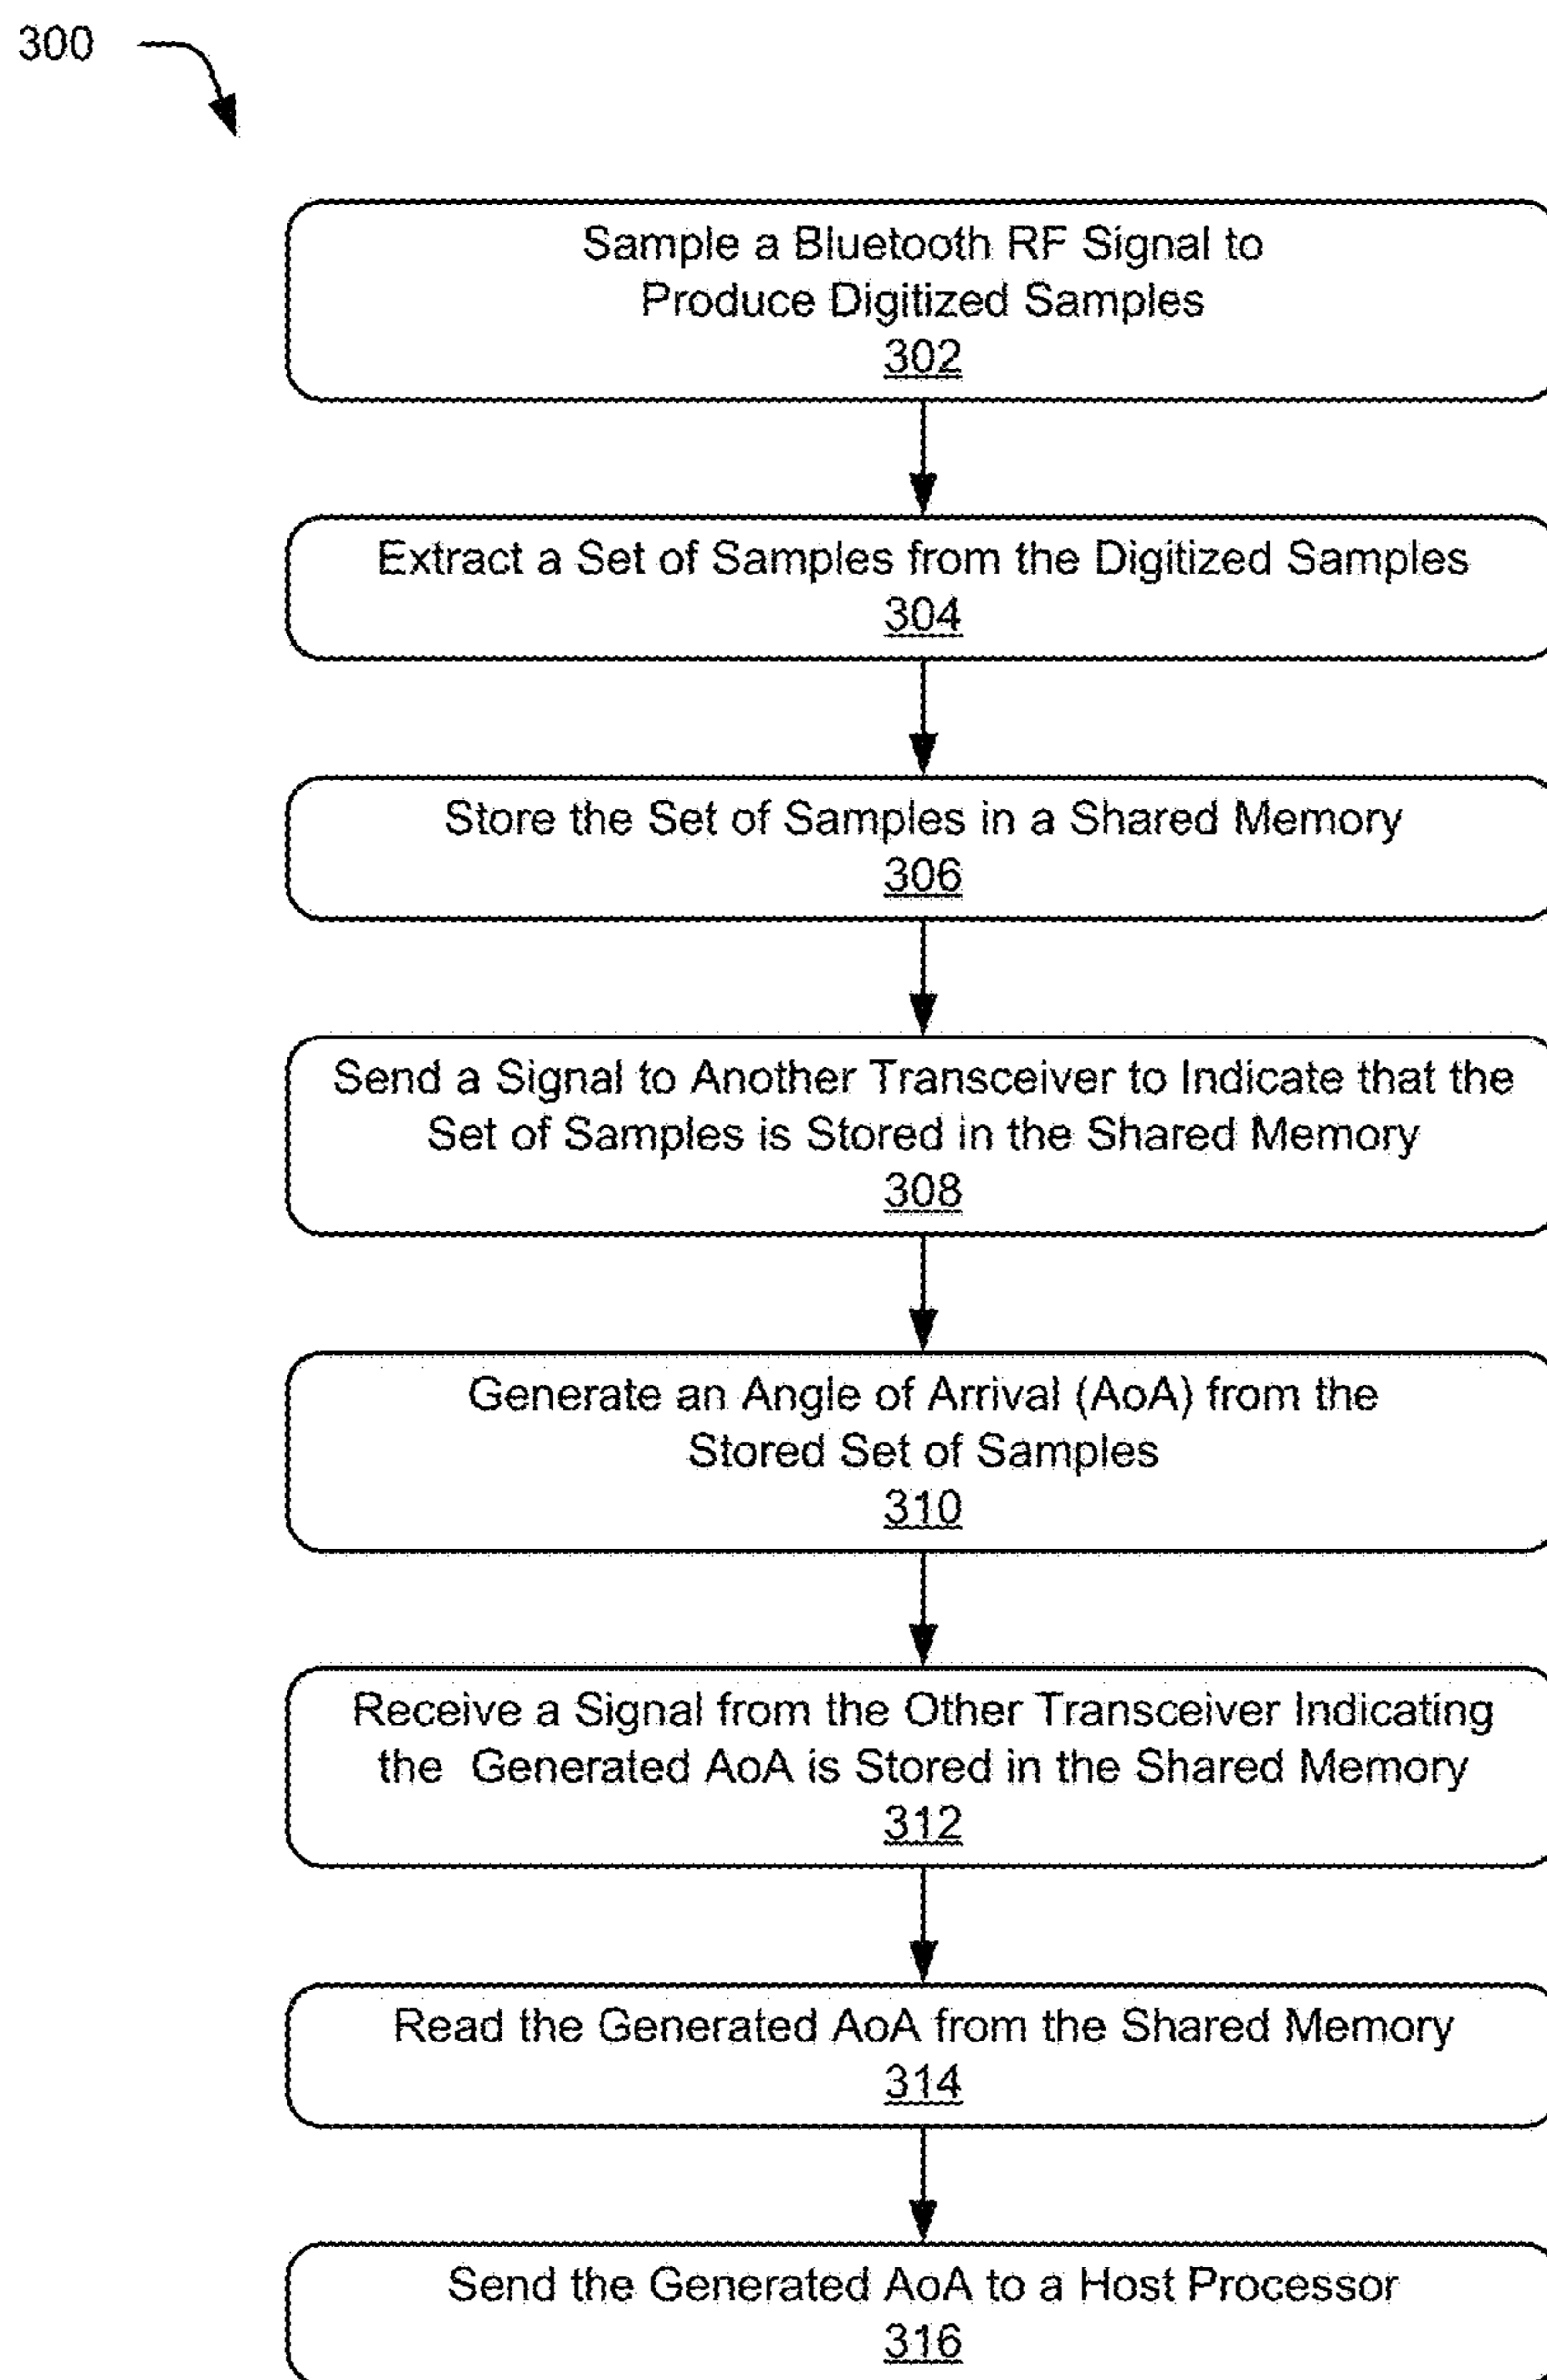 300
Sample a Bluetooth RF Signal to
Produce Digitized Samples
302
Extract a Set of Samples from the Digitized Samples
304
Store the Set of Samples in a Shared Memory
306
Send a Signal to Another Transceiver to Indicate that the
Set of Samples is Stored in the Shared Memory
308
Generate an Angle of Arrival (AoA) from the
Stored Set of Samples
310
Receive a Signal from the Other Transceiver Indicating
the Generated AoA is Stored in the Shared Memory
312
Read the Generated AoA from the Shared Memory
314
Send the Generated AoA to a Host Processor
316